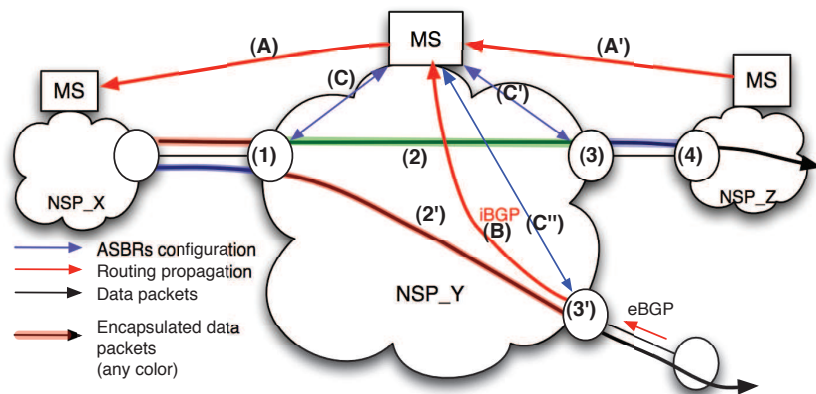 (A)
MS
(A')
MS
MS
(C)
(C')
(1)
(2)
(3)
(4)
NSP_X
NSP_Z
iBGP
(B)
(2')
(C'')
ASBRs configuration
Routing propagation
Data packets
NSP_Y
(3')
eBGP
Encapsulated data
packets
(any color)